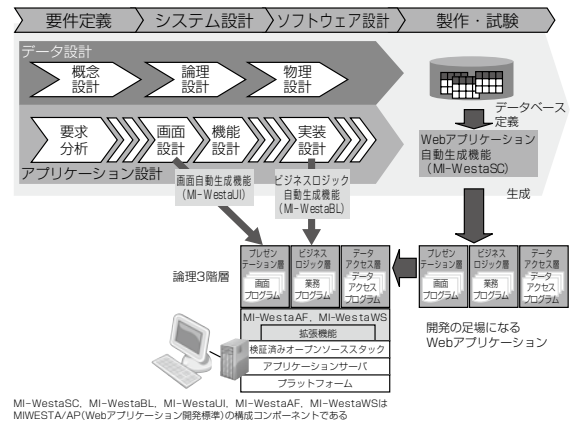 要件定義
システム設計
ソフトウェア設計
製作・試験
データ設計
概念
設計
論理
設計
物理
設計
要求
分析
画面
設計
機能
設計
実装
設計
アプリケーション設計
データベース
定義
Webアプリケーション
自動生成機能
(MI-WestaSC)
画面自動生成機能
(MI-WestaUI)
ビジネスロジック
自動生成機能
(MI-WestaBL)
生成
論理3階層
プレゼン
テーション層
画面
プログラム
ビジネス
ロジック層
業務
プログラム
データ
アクセス層
データ
アクセス
プログラム
プレゼン
テーション層
画面
プログラム
ビジネス
ロジック層
業務
プログラム
データ
アクセス層
データ
アクセス
プログラム
MI-WestaAF, MI-WestaWS
拡張機能
検証済みオープンソーススタック
アプリケーションサーバ
プラットフォーム
開発の足場になる
Webアプリケーション
MI-WestaSC, MI-WestaBL, MI-WestaUI, MI-WestaAF, MI-WestaWSは
MIWESTA/AP(Webアプリケーション開発標準)の構成コンポーネントである